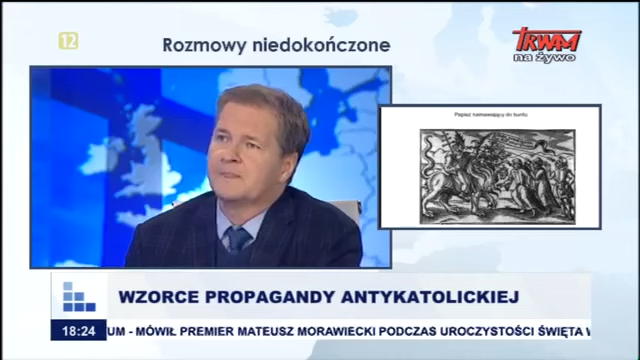 12
Rozmowy niedokończone
TRWAM
na żywo
Papież namawiający do buntu
WZORCE PROPAGANDY ANTYKATOLICKIEJ
18:24 UM - MÓWIŁ PREMIER MATEUSZ MORAWIECKI PODCZAS UROCZYSTOŚCI ŚWIĘTA W